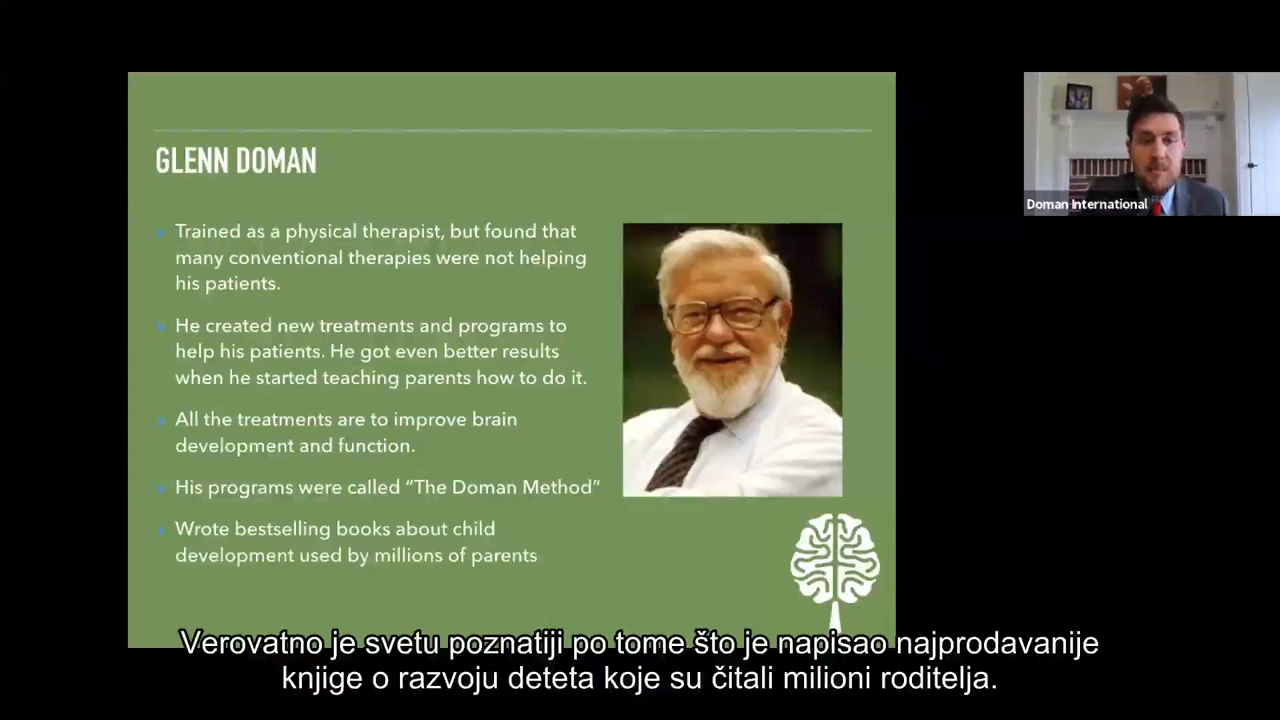 GLENN DOMAN
Trained as a physical therapist, but found that
many conventional therapies were not helping
his patients.
He created new treatments and programs to
help his patients. He got even better results
when he started teaching parents how to do it.
All the treatments are to improve brain
development and function.
His programs were called “The Doman Method”
Wrote bestselling books about child
development used by millions of parents
Doman International
Verovatno je svetu poznatiji po tome što je napisao najprodavanije
knjige o razvoju deteta koje su čitali milioni roditelja.